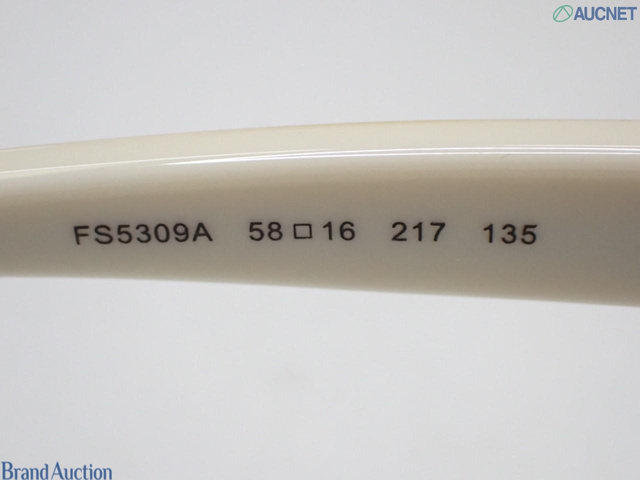 AUCNET
FS5309A 58□16 217 135
Brand Auction